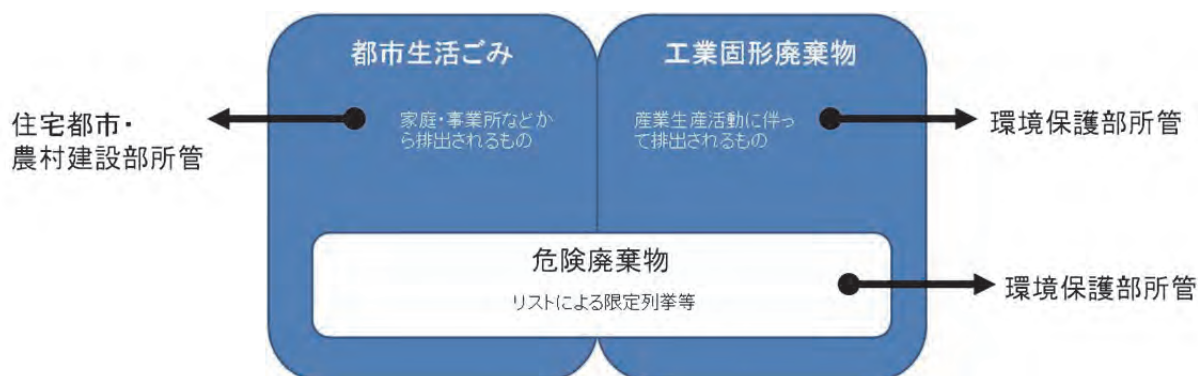 都市生活ごみ
工業固形廃棄物
住宅都市・
農村建設部所管
家庭・事業所などか
ら排出されるもの
産業生産活動に伴っ
て排出されるもの
環境保護部所管
危険廃棄物
リストによる限定列挙等
環境保護部所管